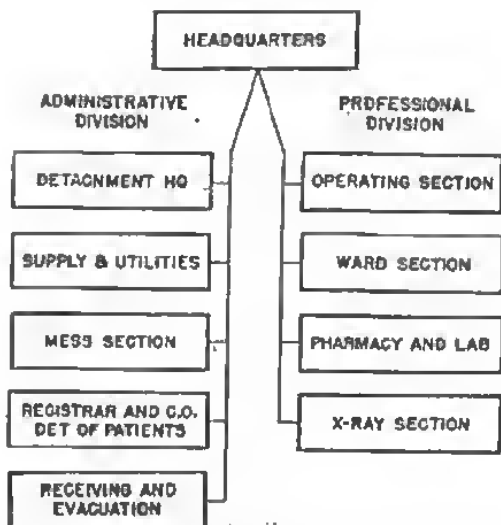 HEADQUARTERS
ADMINISTRATIVE
DIVISION
DETACHMENT HQ
SUPPLY & UTILITIES
MESS SECTION
REGISTRAR AND C.O.
DET OF PATIENTS
RECEIVING AND
EVACUATION
PROFESSIONAL
DIVISION
OPERATING SECTION
WARD SECTION
PHARMACY AND LAB
X-RAY SECTION